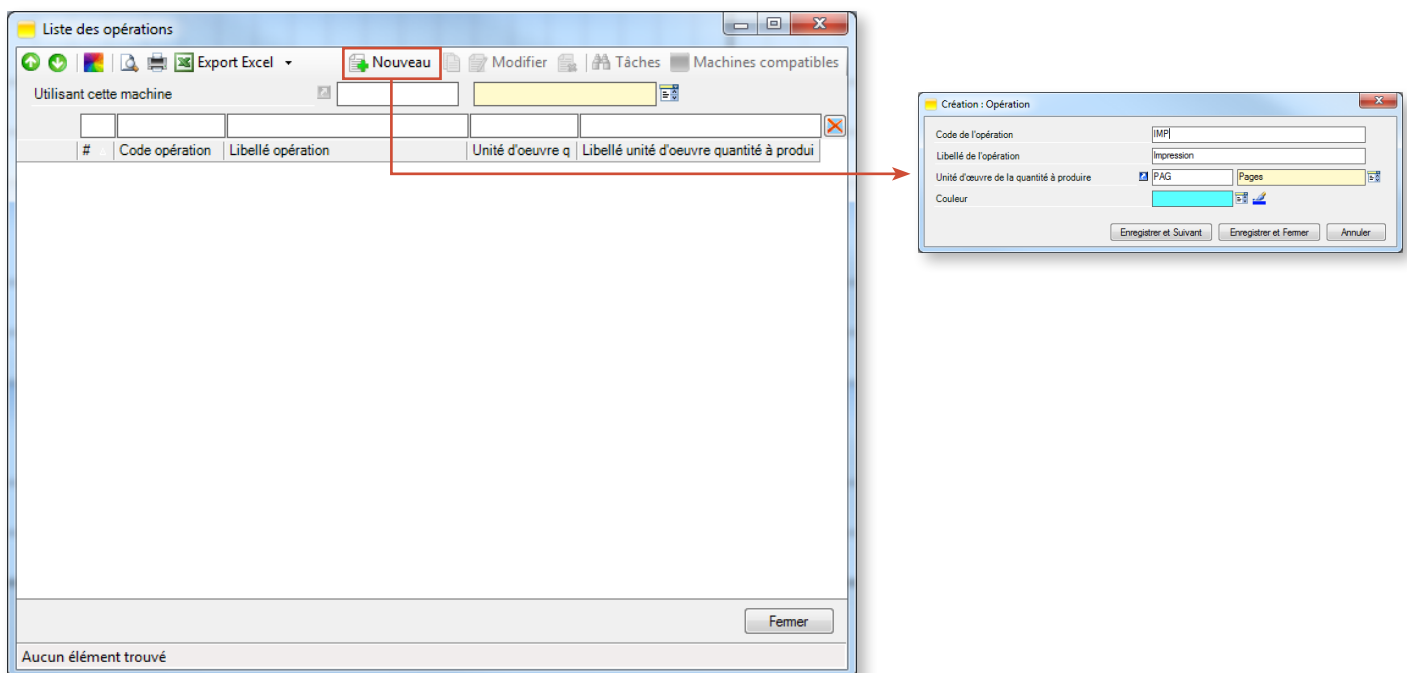 Liste des opérations
Export Excel Nouveau Modifier Tâches Machines compatibles
Utilisant cette machine
# Code opération Libellé opération Unité d'oeuvre q Libellé unité d'oeuvre quantité à produi
Fermer
Aucun élément trouvé
Création : Opération
Code de l'opération IMP
Libellé de l'opération Impression
Unité d'œuvre de la quantité à produire PAG Pages
Couleur
Enregistrer et Suivant Enregistrer et Fermer Annuler